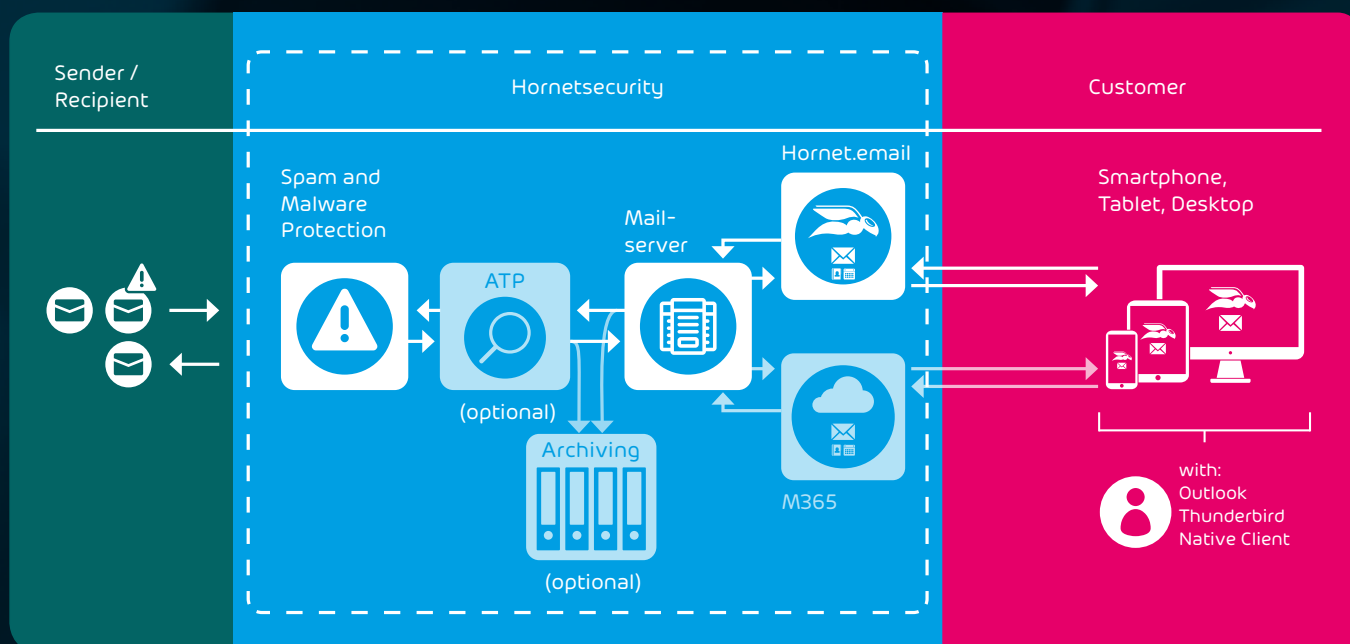 Sender /
Recipient
Hornetsecurity
Customer
Spam and
Malware
Protection
ATP
(optional)
Archiving
(optional)
Mail-
server
Hornet.email
M365
Smartphone,
Tablet, Desktop
with:
Outlook
Thunderbird
Native Client